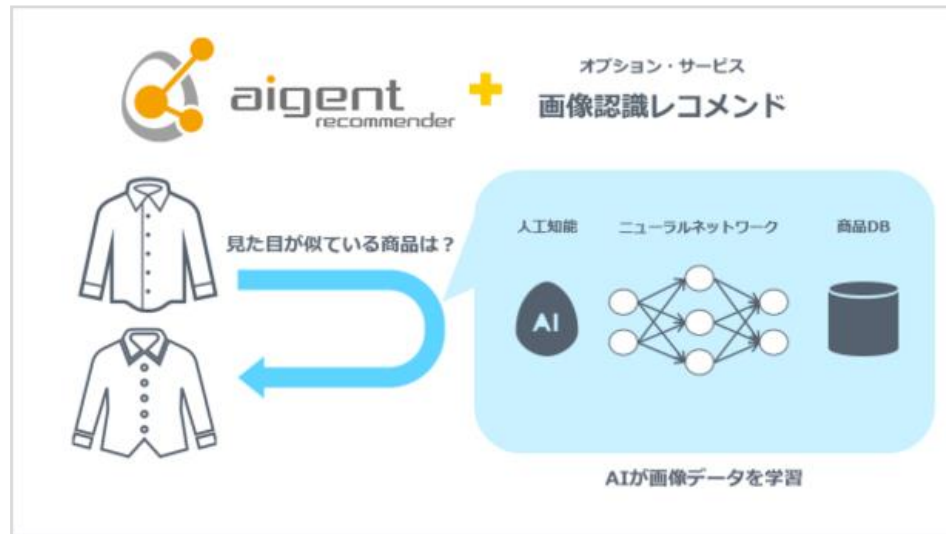 aigent
recommender
オプション・サービス
画像認識レコメンド
見た目が似ている商品は？
人工知能
ニューラルネットワーク
商品DB
AI
AIが画像データを学習